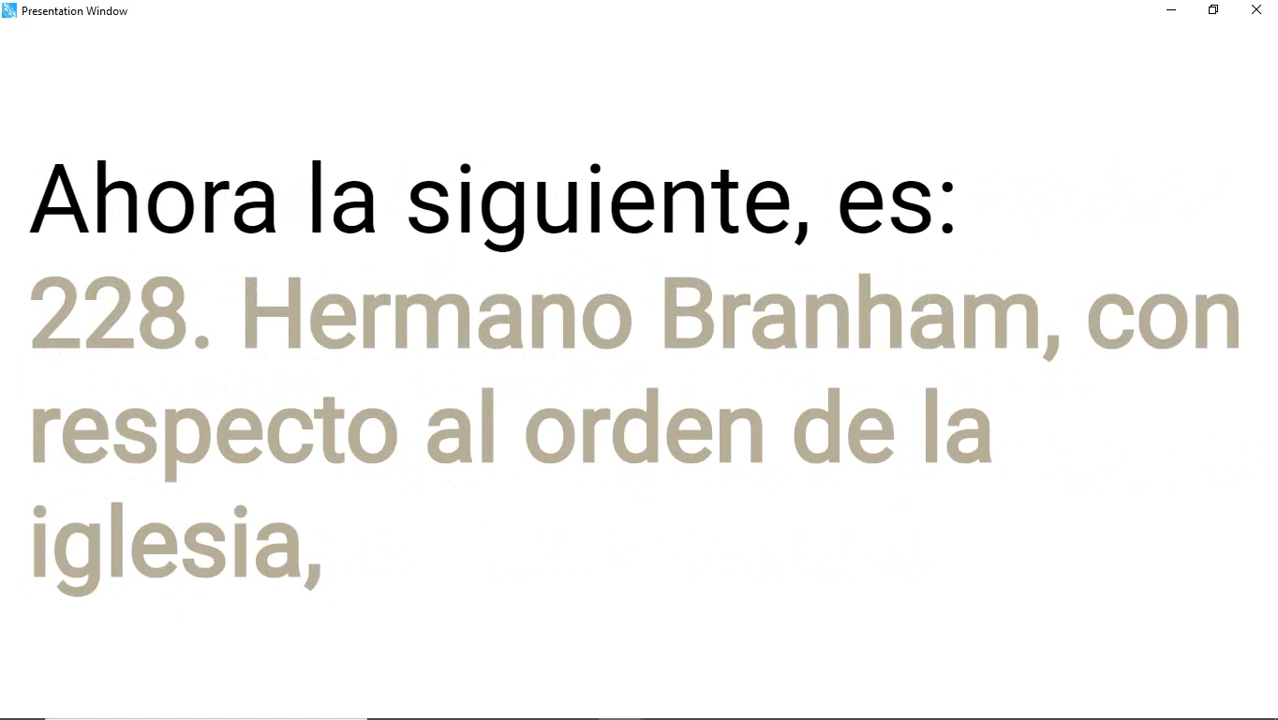 Presentation Window
Ahora la siguiente, es:
228. Hermano Branham, con
respecto al orden de la
iglesia,